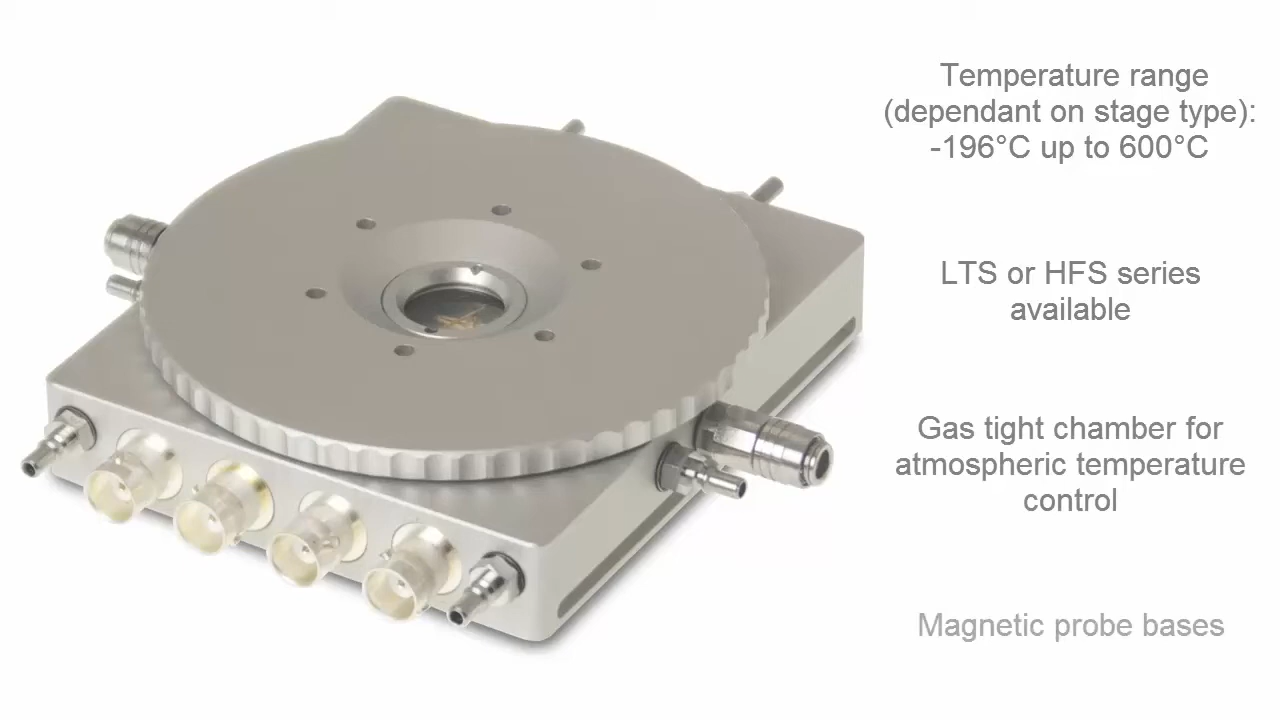 Temperature range
(dependant on stage type):
-196°C up to 600°C
LTS or HFS series
available
Gas tight chamber for
atmospheric temperature
control
Magnetic probe bases